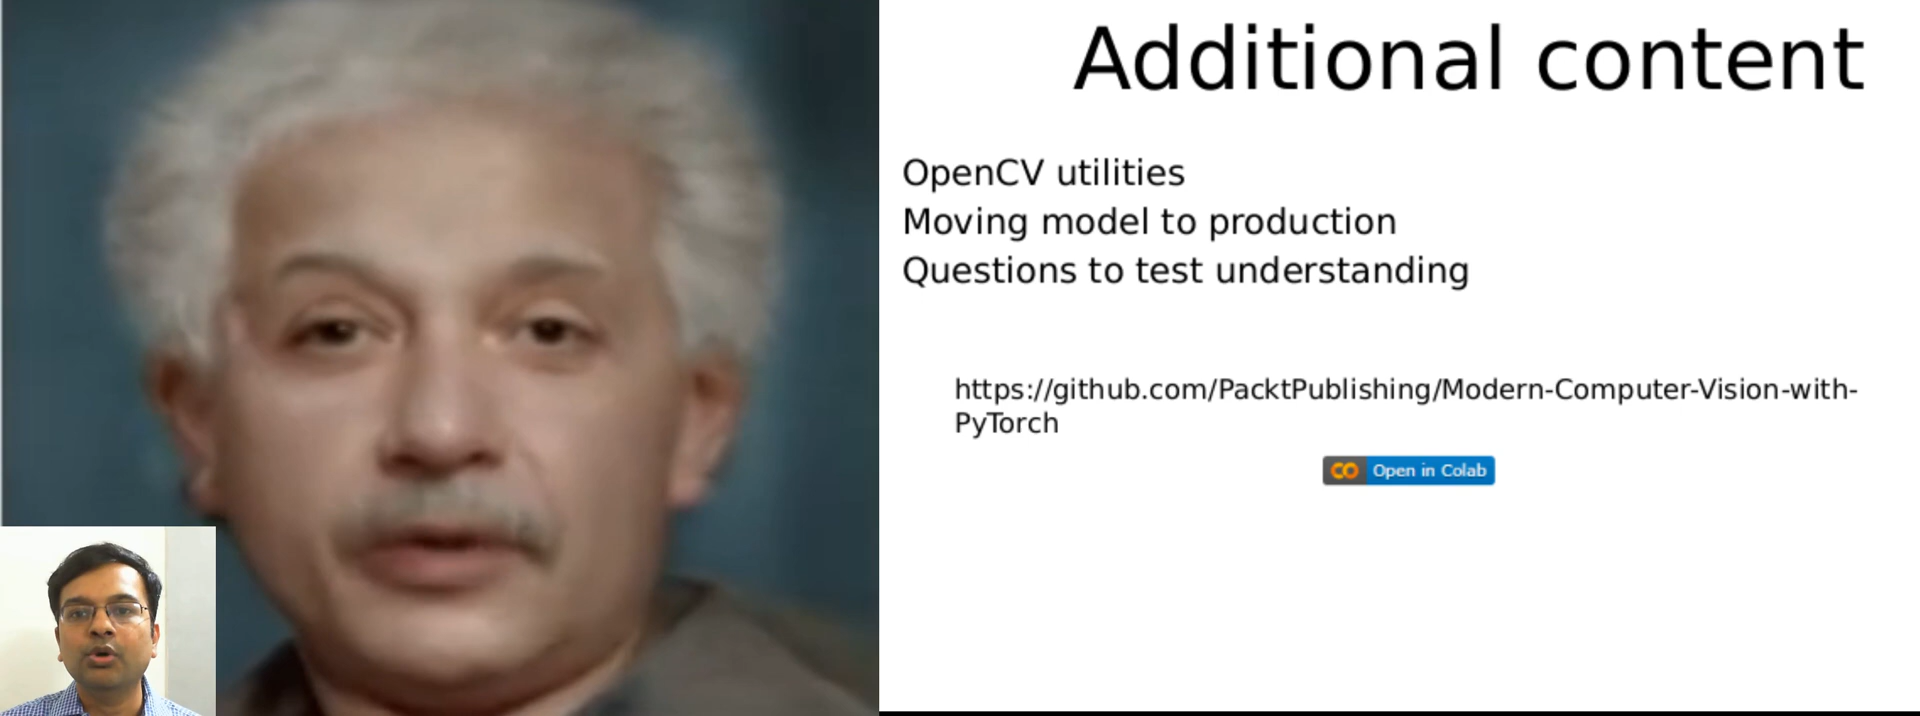 Additional content
OpenCV utilities
Moving model to production
Questions to test understanding
https://github.com/PacktPublishing/Modern-Computer-Vision-with-
PyTorch
Open in Colab